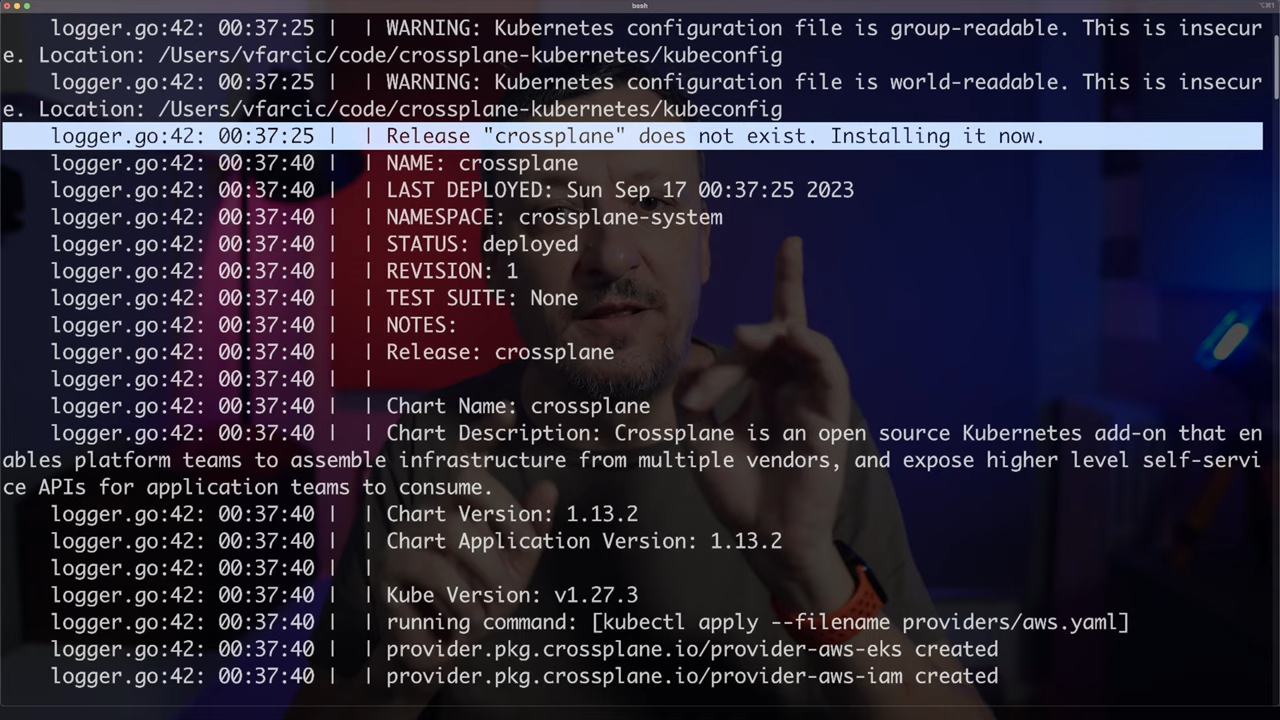 bash
⌥⌘1
logger.go:42: 00:37:25 | | WARNING: Kubernetes configuration file is group-readable. This is insecur
e. Location: /Users/vfarcic/code/crossplane-kubernetes/kubeconfig
logger.go:42: 00:37:25 | | WARNING: Kubernetes configuration file is world-readable. This is insecur
e. Location: /Users/vfarcic/code/crossplane-kubernetes/kubeconfig
logger.go:42: 00:37:25 | | Release "crossplane" does not exist. Installing it now.
logger.go:42: 00:37:40 | | NAME: crossplane
logger.go:42: 00:37:40 | | LAST DEPLOYED: Sun Sep 17 00:37:25 2023
logger.go:42: 00:37:40 | | NAMESPACE: crossplane-system
logger.go:42: 00:37:40 | | STATUS: deployed
logger.go:42: 00:37:40 | | REVISION: 1
logger.go:42: 00:37:40 | | TEST SUITE: None
logger.go:42: 00:37:40 | | NOTES:
logger.go:42: 00:37:40 | | Release: crossplane
logger.go:42: 00:37:40 | |
logger.go:42: 00:37:40 | | Chart Name: crossplane
logger.go:42: 00:37:40 | | Chart Description: Crossplane is an open source Kubernetes add-on that en
ables platform teams to assemble infrastructure from multiple vendors, and expose higher level self-servi
ce APIs for application teams to consume.
logger.go:42: 00:37:40 | | Chart Version: 1.13.2
logger.go:42: 00:37:40 | | Chart Application Version: 1.13.2
logger.go:42: 00:37:40 | |
logger.go:42: 00:37:40 | | Kube Version: v1.27.3
logger.go:42: 00:37:40 | | running command: [kubectl apply --filename providers/aws.yaml]
logger.go:42: 00:37:40 | | provider.pkg.crossplane.io/provider-aws-eks created
logger.go:42: 00:37:40 | | provider.pkg.crossplane.io/provider-aws-iam created